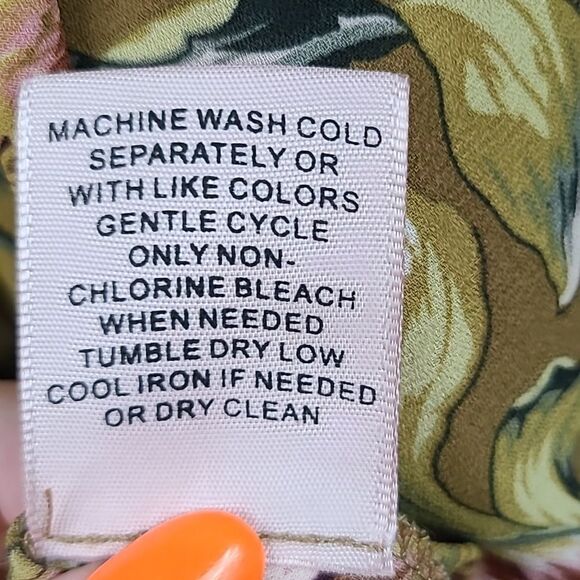 MACHINE WASH COLD
SEPARATELY OR
WITH LIKE COLORS
GENTLE CYCLE
ONLY NON-
CHLORINE BLEACH
WHEN NEEDED
TUMBLE DRY LOW
COOL IRON IF NEEDED
OR DRY CLEAN